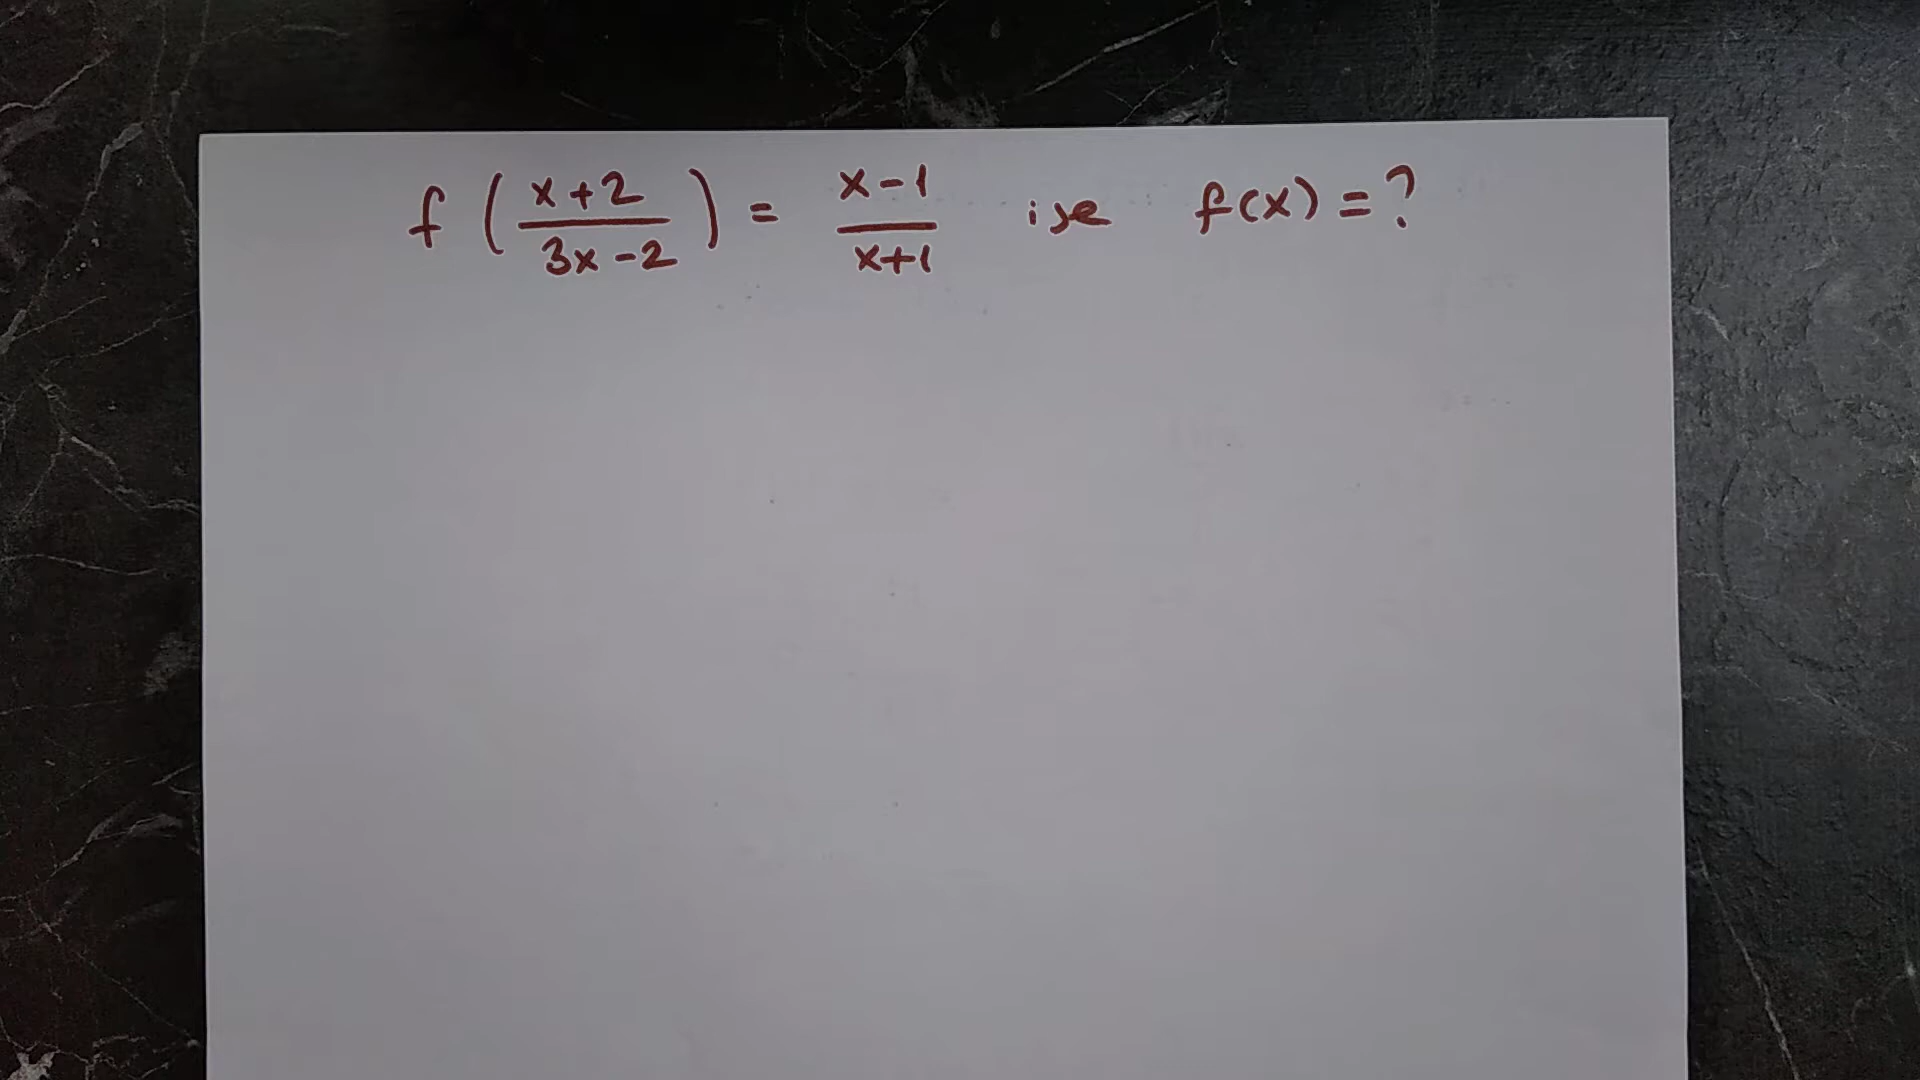 f ( (x+2)/(3x-2) ) = (x-1)/(x+1) ise f(x) = ?